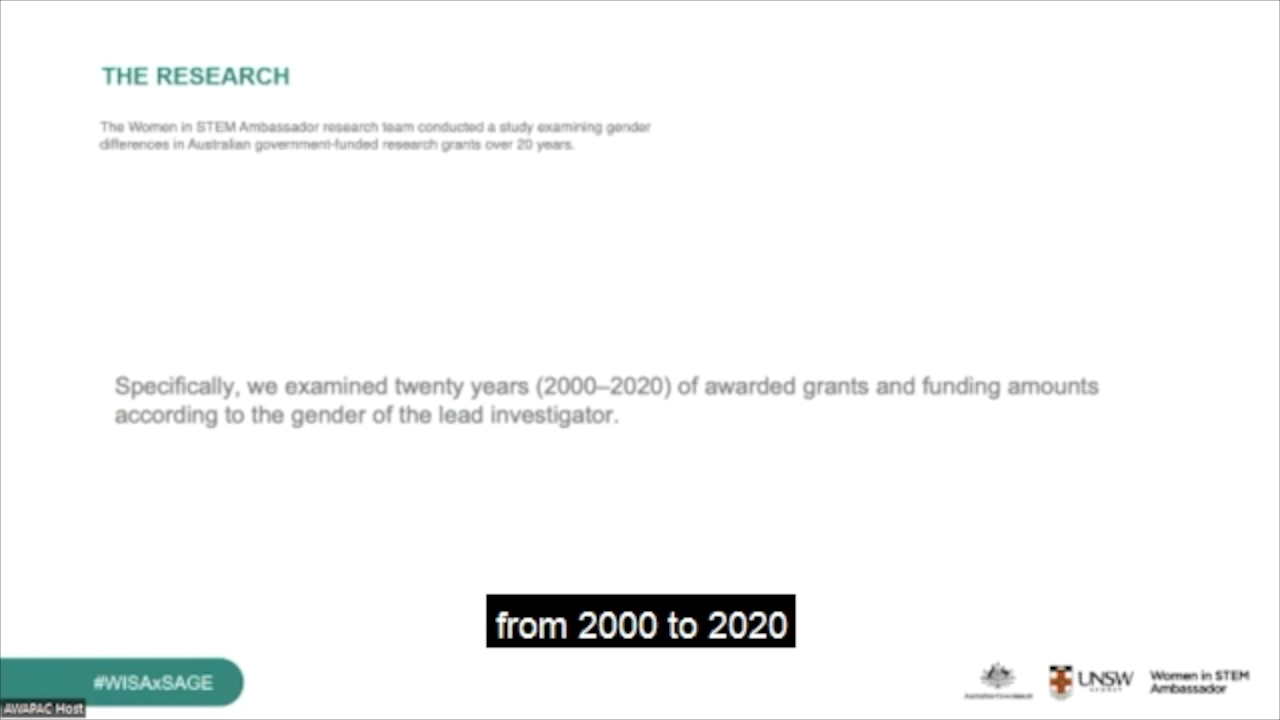 THE RESEARCH
The Women in STEM Ambassador research team conducted a study examining gender
differences in Australian government-funded research grants over 20 years.
Specifically, we examined twenty years (2000–2020) of awarded grants and funding amounts
according to the gender of the lead investigator.
from 2000 to 2020
#WISAxSAGE
AWAPAC Host
UNSW
Women in STEM
Ambassador